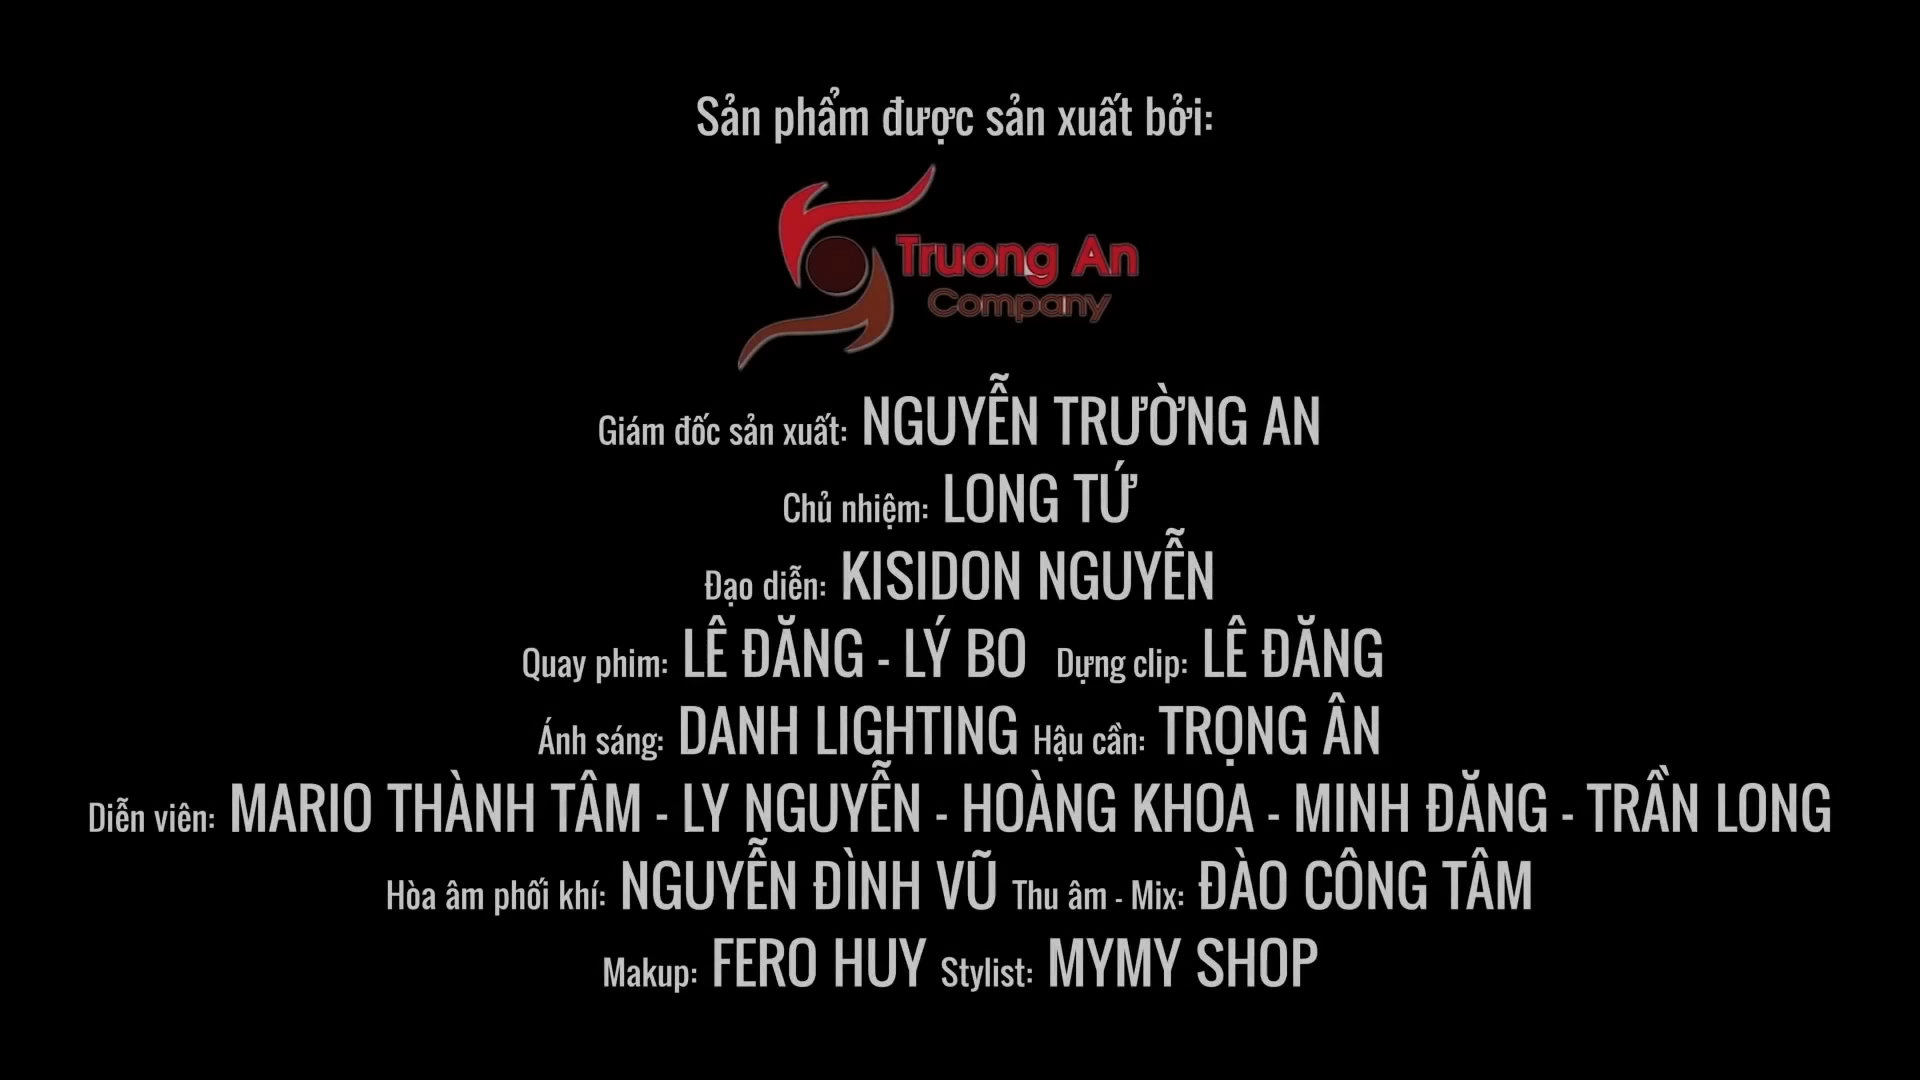 Sản phẩm được sản xuất bởi:
Truong An
Company
Giám đốc sản xuất: NGUYỄN TRƯỜNG AN
Chủ nhiệm: LONG TỨ
Đạo diễn: KISIDON NGUYỄN
Quay phim: LÊ ĐĂNG - LÝ BO Dựng clip: LÊ ĐĂNG
Ánh sáng: DANH LIGHTING Hậu cần: TRỌNG ÂN
Diễn viên: MARIO THÀNH TÂM - LY NGUYỄN - HOÀNG KHOA - MINH ĐĂNG - TRẦN LONG
Hòa âm phối khí: NGUYỄN ĐÌNH VŨ Thu âm - Mix: ĐÀO CÔNG TÂM
Makup: FERO HUY Stylist: MYMY SHOP